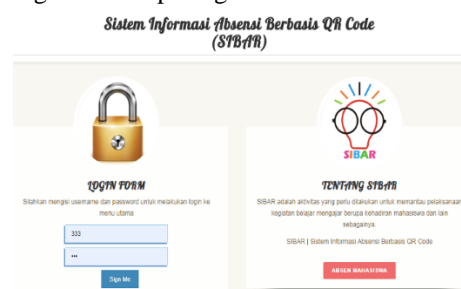 Sistem Informasi Absensi Berbasis QR Code
(SIBAR)
LOGIN FORM
Silahkan mengisi username dan password untuk melakukan login ke
menu utama
333
•••
Sign Me
SIBAR
TENTANG SIBAR
SIBAR adalah aktivitas yang perlu dilakukan untuk memantau pelaksanaan
kegiatan belajar mengajar berupa kehadiran mahasiswa dan lain
sebagainya.
SIBAR | Sistem Informasi Absensi Berbasis QR Code
ABSEN MAHASISWA